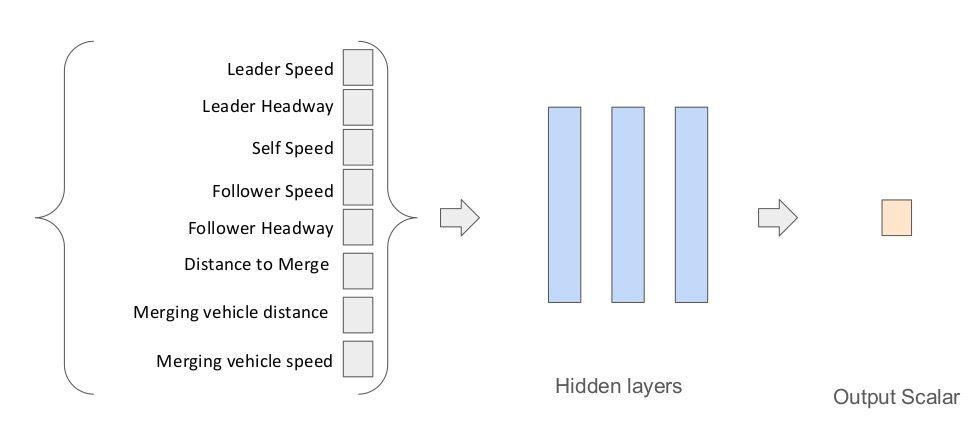 Leader Speed
Leader Headway
Self Speed
Follower Speed
Follower Headway
Distance to Merge
Merging vehicle distance
Merging vehicle speed
Hidden layers
Output Scalar